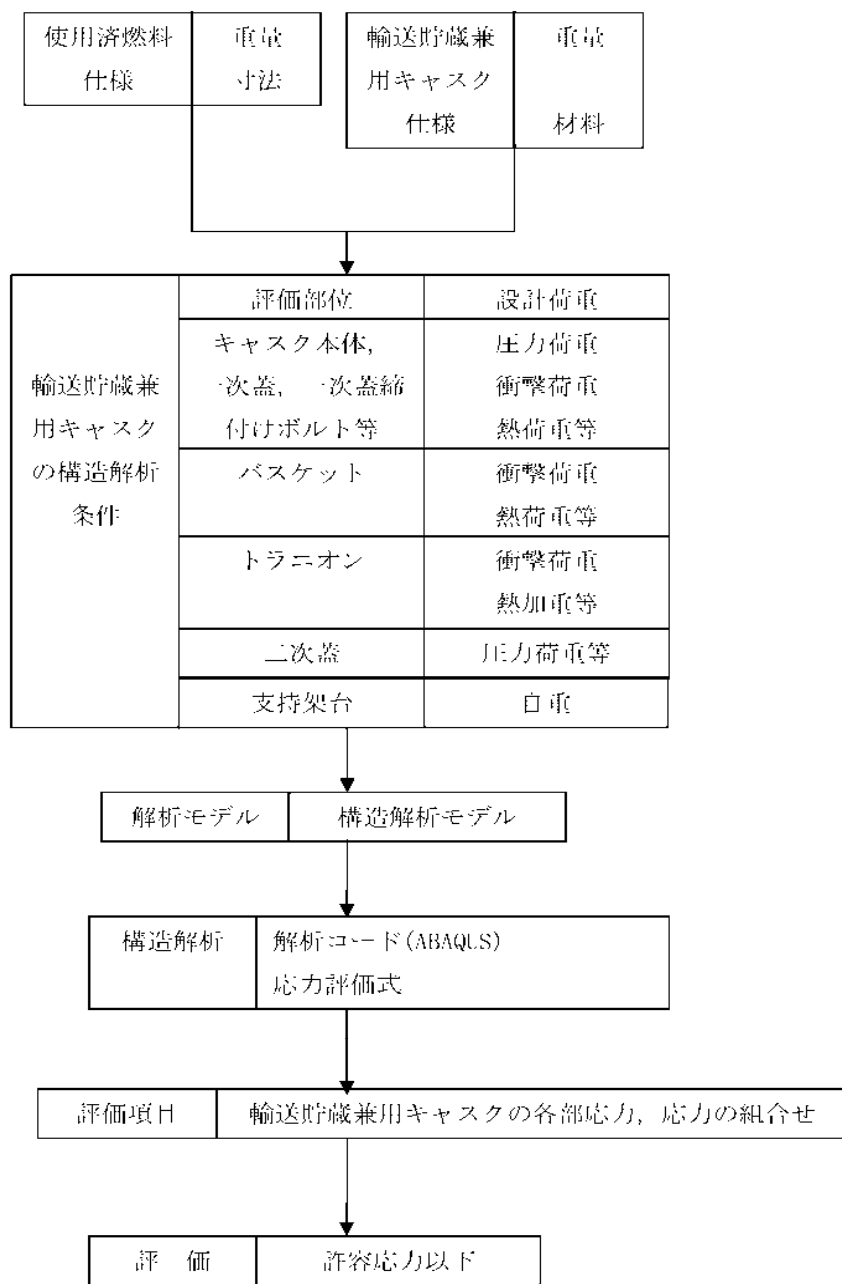 使用済燃料 重量
仕様 寸法
輸送貯蔵兼 重量
用キャスク
仕様 材料
評価部位 設計荷重
輸送貯蔵兼
用キャスク
の構造解析
条件
キャスク本体， 圧力荷重
一次蓋，一次蓋締 衝撃荷重
付けボルト等 熱荷重等
バスケット 衝撃荷重
熱荷重等
トラニオン 衝撃荷重
熱加重等
二次蓋 圧力荷重等
支持架台 自重
解析モデル 構造解析モデル
構造解析 解析コード(ABAQUS)
応力評価式
評価項目 輸送貯蔵兼用キャスクの各部応力，応力の組合せ
評　価 許容応力以下